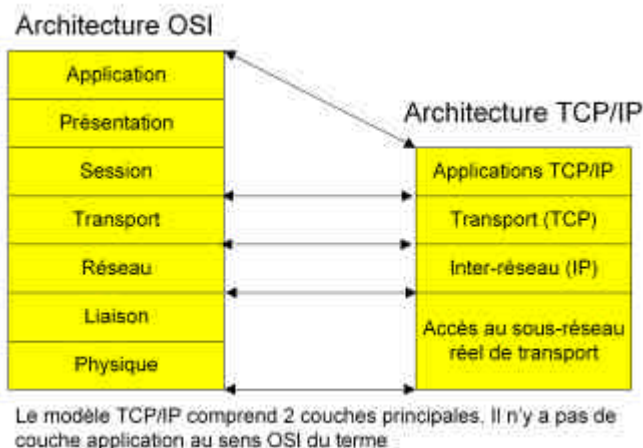 Architecture OSI
Application
Présentation
Session
Transport
Réseau
Liaison
Physique
Architecture TCP/IP
Applications TCP/IP
Transport (TCP)
Inter-réseau (IP)
Accès au sous-réseau
réel de transport
Le modèle TCP/IP comprend 2 couches principales. Il n'y a pas de
couche application au sens OSI du terme